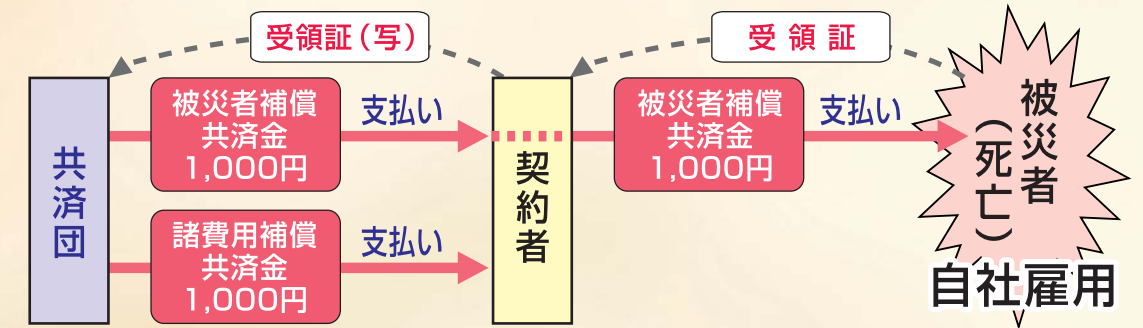 受領証（写）
受領証
共済団
被災者補償
共済金
1,000円
支払い
諸費用補償
共済金
1,000円
支払い
契約者
被災者補償
共済金
1,000円
支払い
被災者
（死亡）
自社雇用